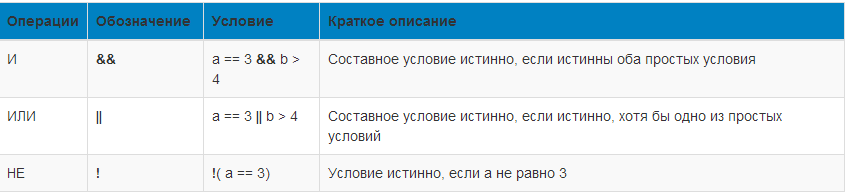 Операции Обозначение Условие Краткое описание
И && a == 3 && b > Составное условие истинно, если истинны оба простых условия
4
ИЛИ || a == 3 || b > 4 Составное условие истинно, если истинно, хотя бы одно из простых
условий
НЕ ! !( a == 3) Условие истинно, если a не равно 3